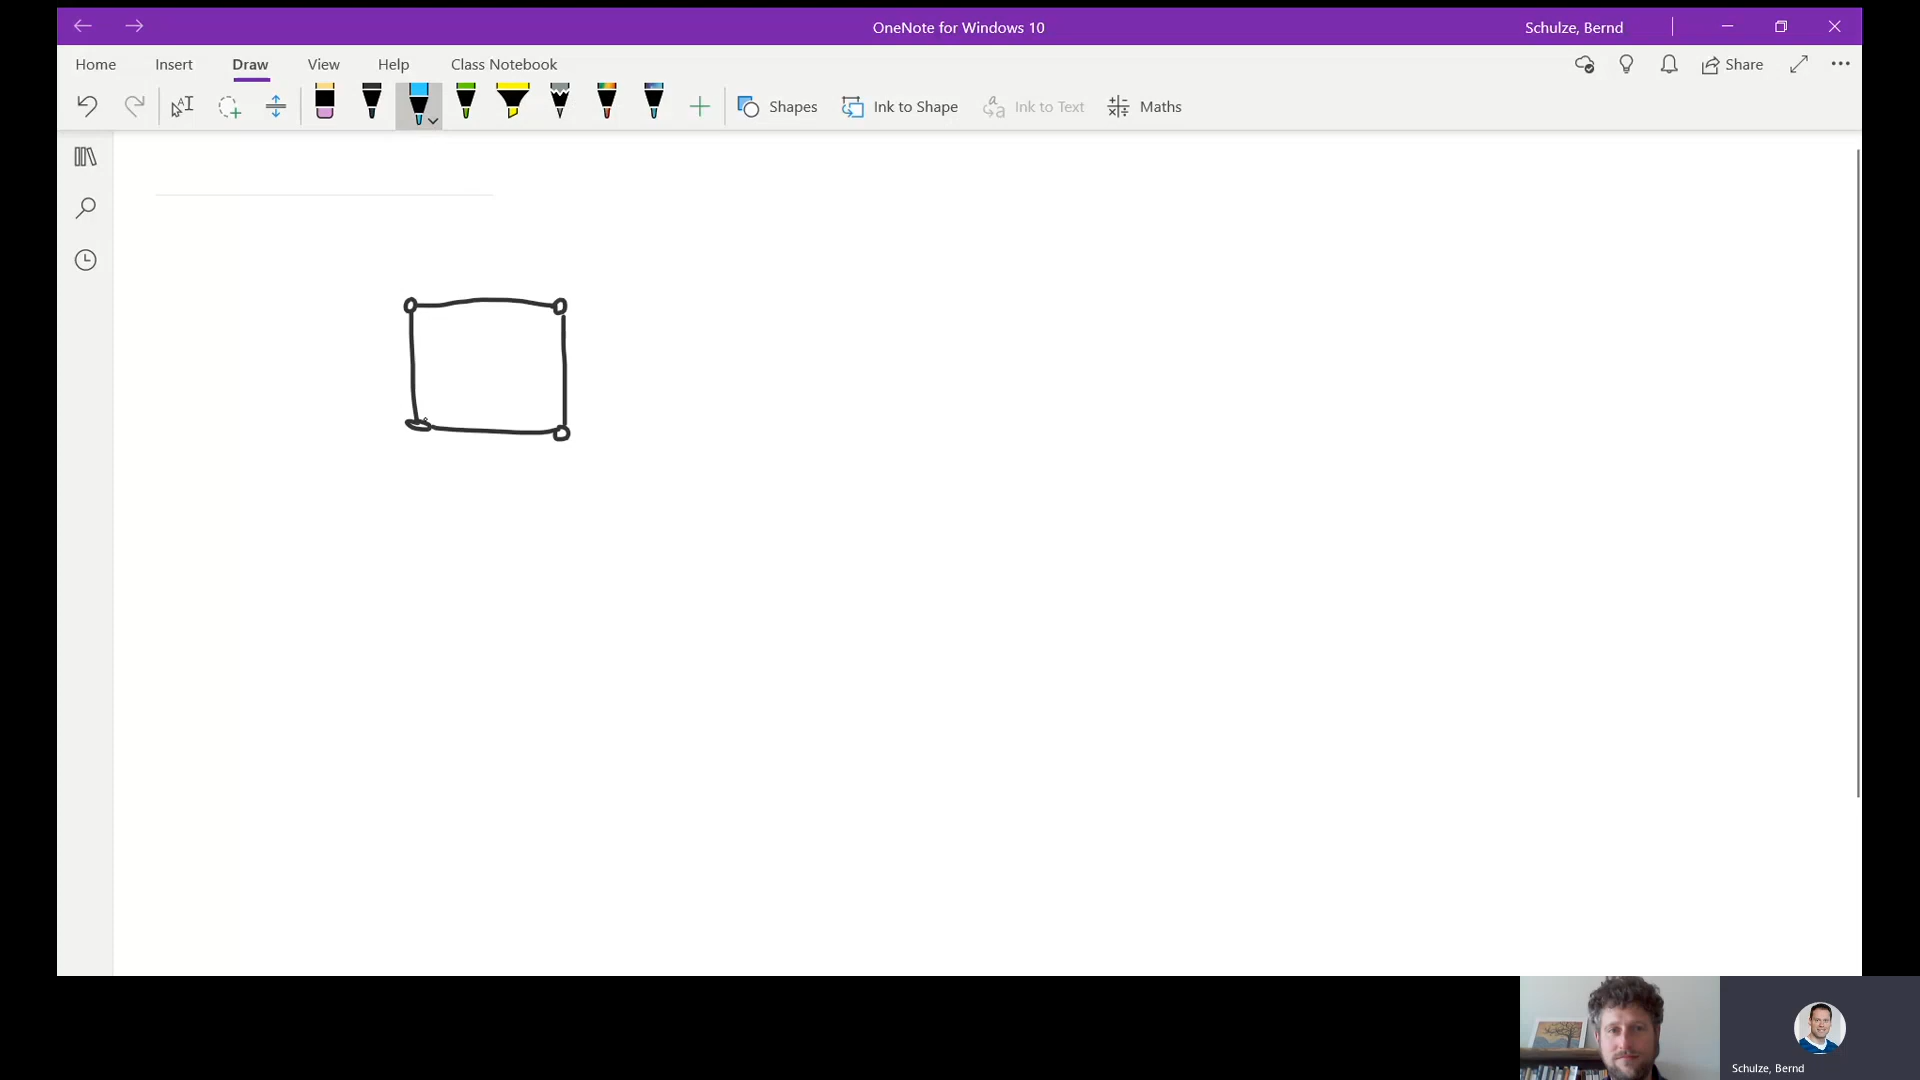 OneNote for Windows 10
Schulze, Bernd
Home Insert Draw View Help Class Notebook
Share
Shapes Ink to Shape Ink to Text Maths
Schulze, Bernd